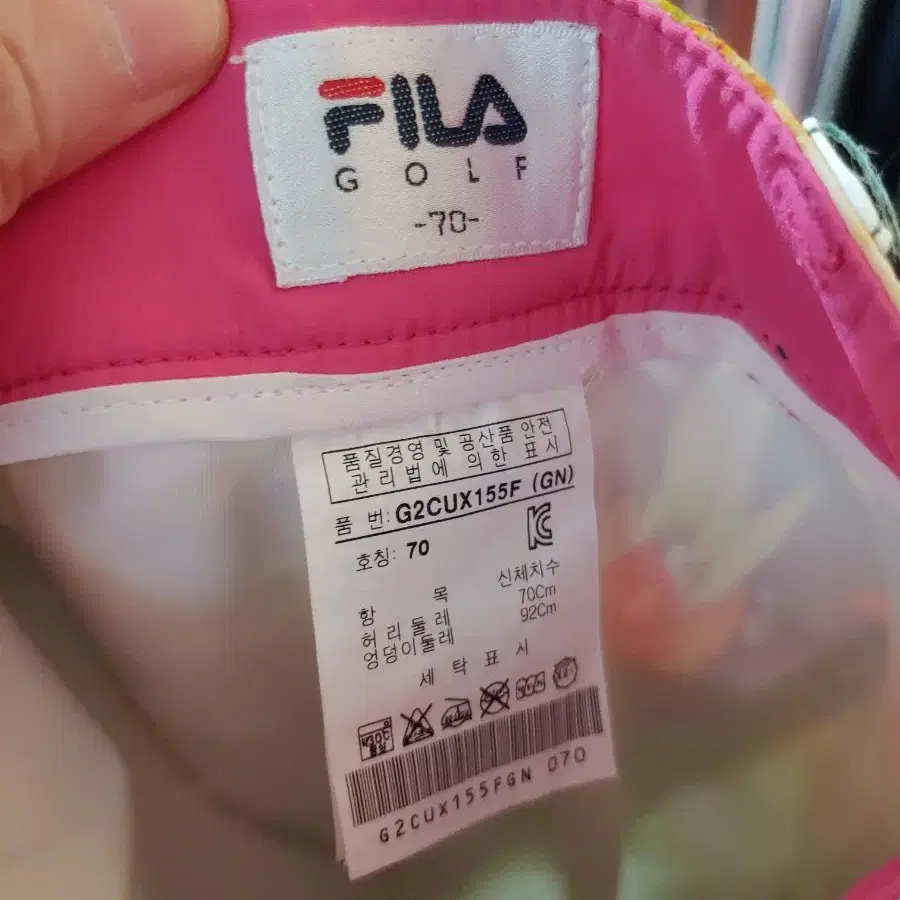 FILA
GOLF
-70-
품질경영 및 공산품 안전
관리법에 의한 표시
품 번: G2CUX155F (GN)
호칭: 70
항 목 신체치수
허리둘레 70Cm
엉덩이둘레 92Cm
세 탁 표 시
G2CUX155FGN 070